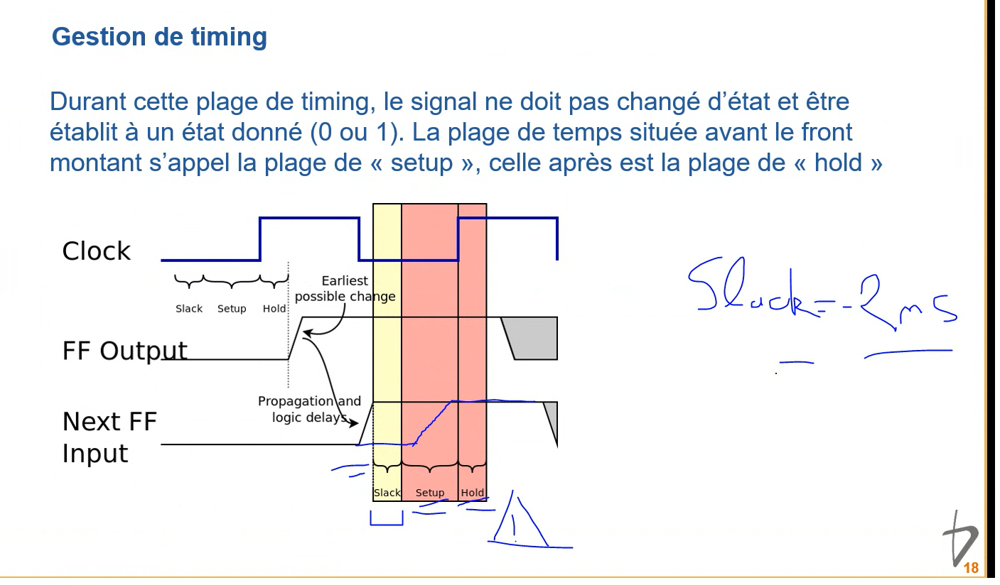 Gestion de timing
Durant cette plage de timing, le signal ne doit pas changé d’état et être
établit à un état donné (0 ou 1). La plage de temps située avant le front
montant s’appel la plage de « setup », celle après est la plage de « hold »
Clock
Slack Setup Hold
Earliest
possible change
FF Output
Propagation and
logic delays
Next FF
Input
Slack Setup Hold
Slack = -2ns
18